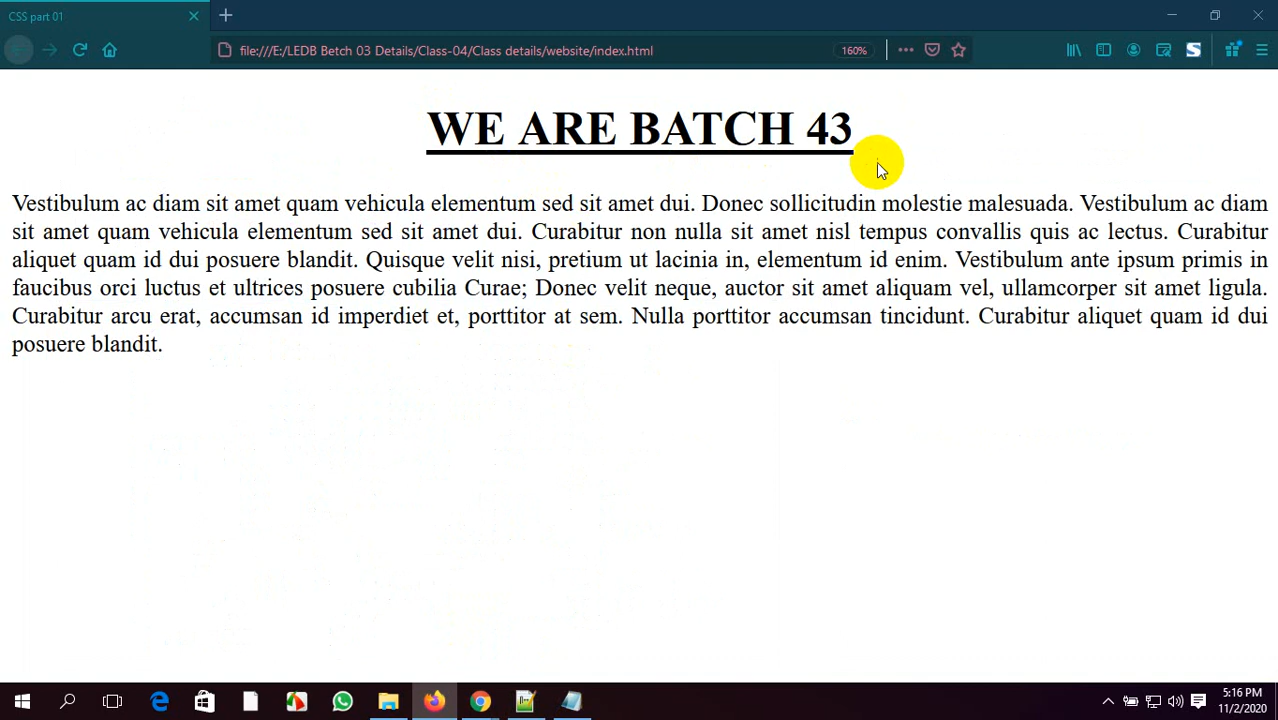 CSS part 01
file:///E:/LEDB Betch 03 Details/Class-04/Class details/website/index.html
160%
WE ARE BATCH 43
Vestibulum ac diam sit amet quam vehicula elementum sed sit amet dui. Donec sollicitudin molestie malesuada. Vestibulum ac diam
sit amet quam vehicula elementum sed sit amet dui. Curabitur non nulla sit amet nisl tempus convallis quis ac lectus. Curabitur
aliquet quam id dui posuere blandit. Quisque velit nisi, pretium ut lacinia in, elementum id enim. Vestibulum ante ipsum primis in
faucibus orci luctus et ultrices posuere cubilia Curae; Donec velit neque, auctor sit amet aliquam vel, ullamcorper sit amet ligula.
Curabitur arcu erat, accumsan id imperdiet et, porttitor at sem. Nulla porttitor accumsan tincidunt. Curabitur aliquet quam id dui
posuere blandit.
5:16 PM
11/2/2020